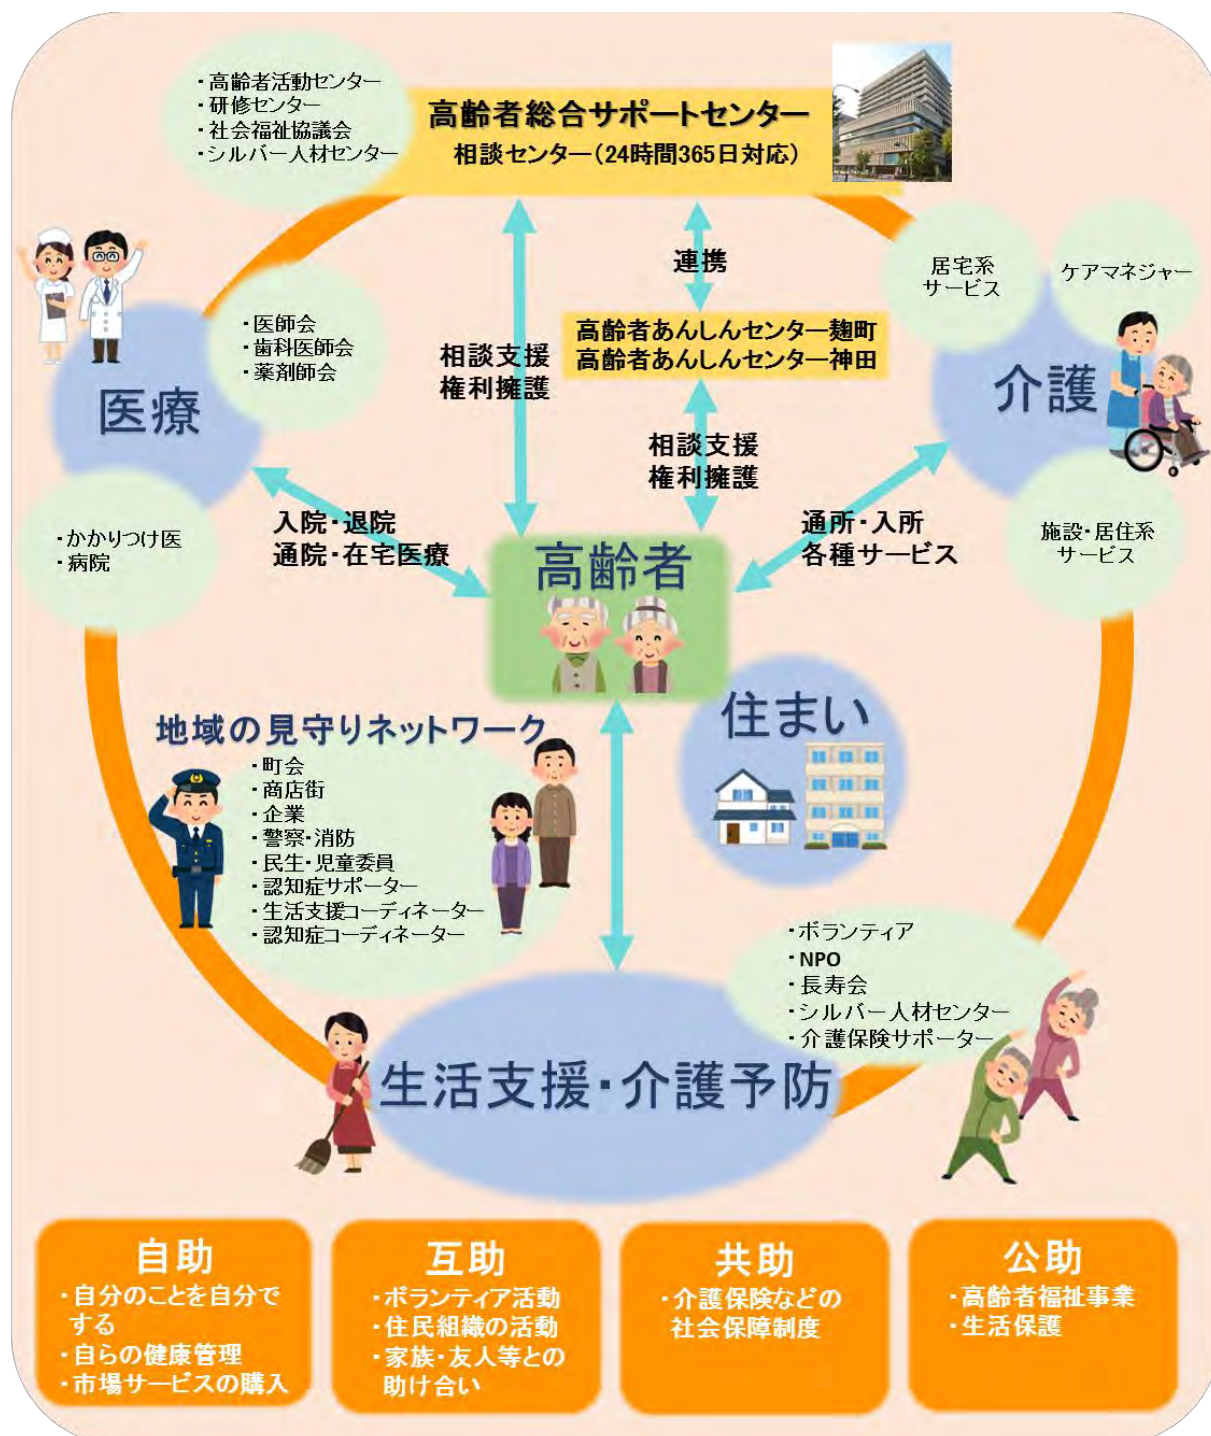 ・高齢者活動センター
・研修センター
・社会福祉協議会
・シルバー人材センター
高齢者総合サポートセンター
相談センター（24時間365日対応）
連携
居宅系
サービス
ケアマネジャー
・医師会
・歯科医師会
・薬剤師会
医療
相談支援
権利擁護
高齢者あんしんセンター麹町
高齢者あんしんセンター神田
介護
相談支援
権利擁護
・かかりつけ医
・病院
入院・退院
通院・在宅医療
通所・入所
各種サービス
施設・居住系
サービス
高齢者
住まい
地域の見守りネットワーク
・町会
・商店街
・企業
・警察・消防
・民生・児童委員
・認知症サポーター
・生活支援コーディネーター
・認知症コーディネーター
・ボランティア
・NPO
・長寿会
・シルバー人材センター
・介護保険サポーター
生活支援・介護予防
自助
・自分のことを自分で
する
・自らの健康管理
・市場サービスの購入
互助
・ボランティア活動
・住民組織の活動
・家族・友人等との
助け合い
共助
・介護保険などの
社会保障制度
公助
・高齢者福祉事業
・生活保護